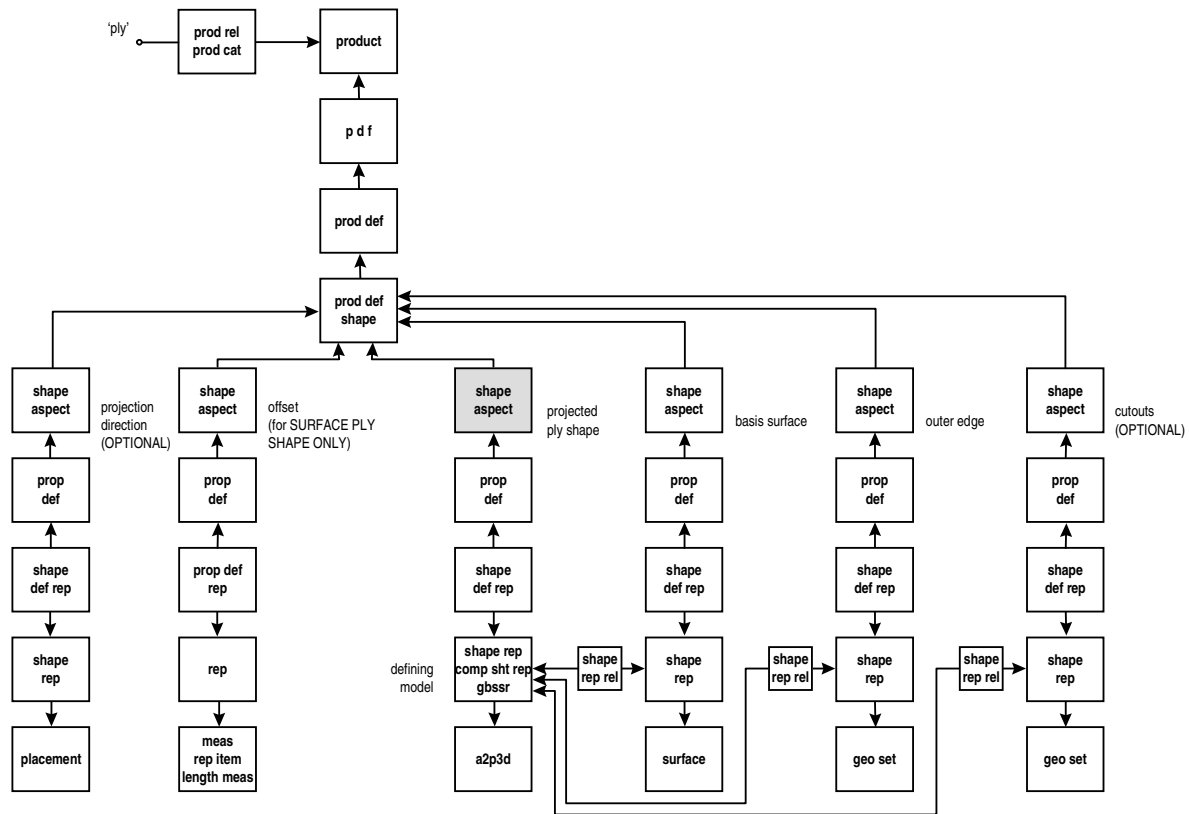 ‘ply’
prod rel
prod cat
product
p d f
prod def
prod def
shape
shape
aspect
projection
direction
(OPTIONAL)
shape
aspect
offset
(for SURFACE PLY
SHAPE ONLY)
shape
aspect
projected
ply shape
shape
aspect
basis surface
shape
aspect
outer edge
shape
aspect
cutouts
(OPTIONAL)
prop
def
prop
def
prop
def
prop
def
prop
def
prop
def
shape
def rep
prop def
rep
shape
def rep
shape
def rep
shape
def rep
shape
def rep
shape
rep
rep
defining
model
shape rep
comp sht rep
gbssr
shape
rep rel
shape
rep
shape
rep rel
shape
rep
shape
rep rel
shape
rep
placement
meas
rep item
length meas
a2p3d
surface
geo set
geo set